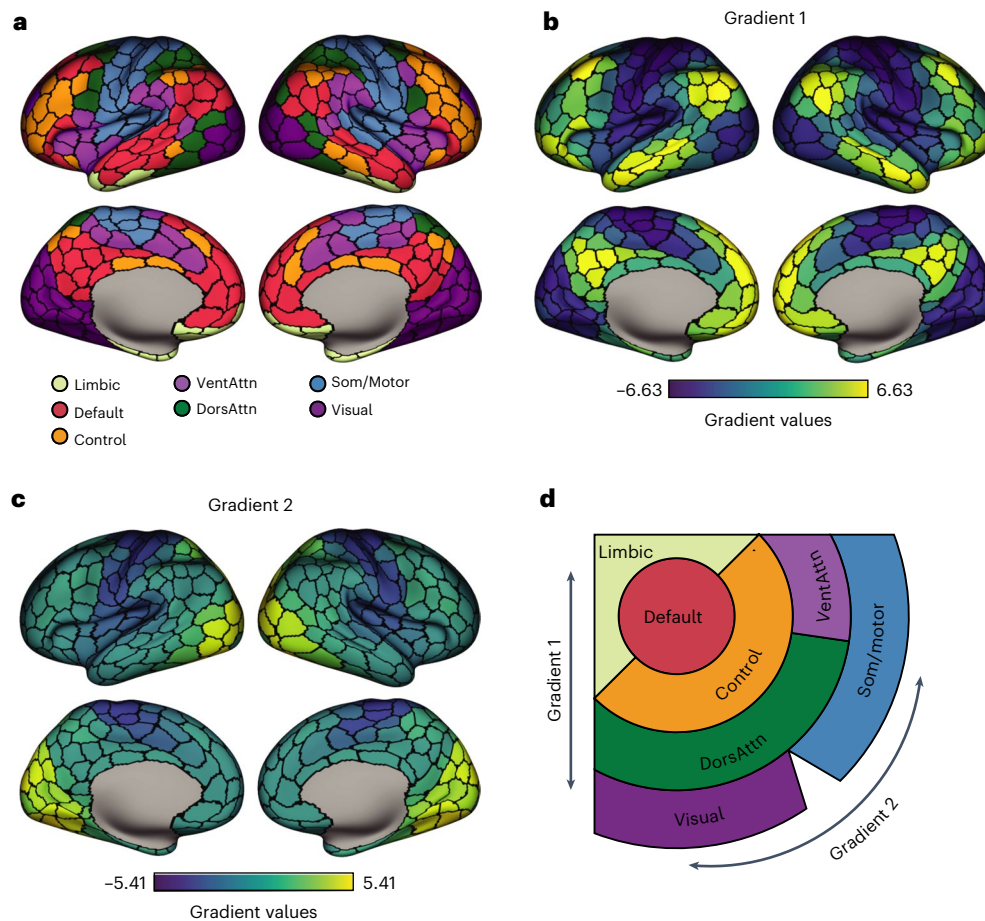 a
b
Gradient 1
Limbic
VentAttn
Som/Motor
Default
DorsAttn
Visual
Control
–6.63
6.63
Gradient values
c
Gradient 2
–5.41
5.41
Gradient values
d
Limbic
Default
Control
VentAttn
DorsAttn
Som/motor
Visual
Gradient 1
Gradient 2